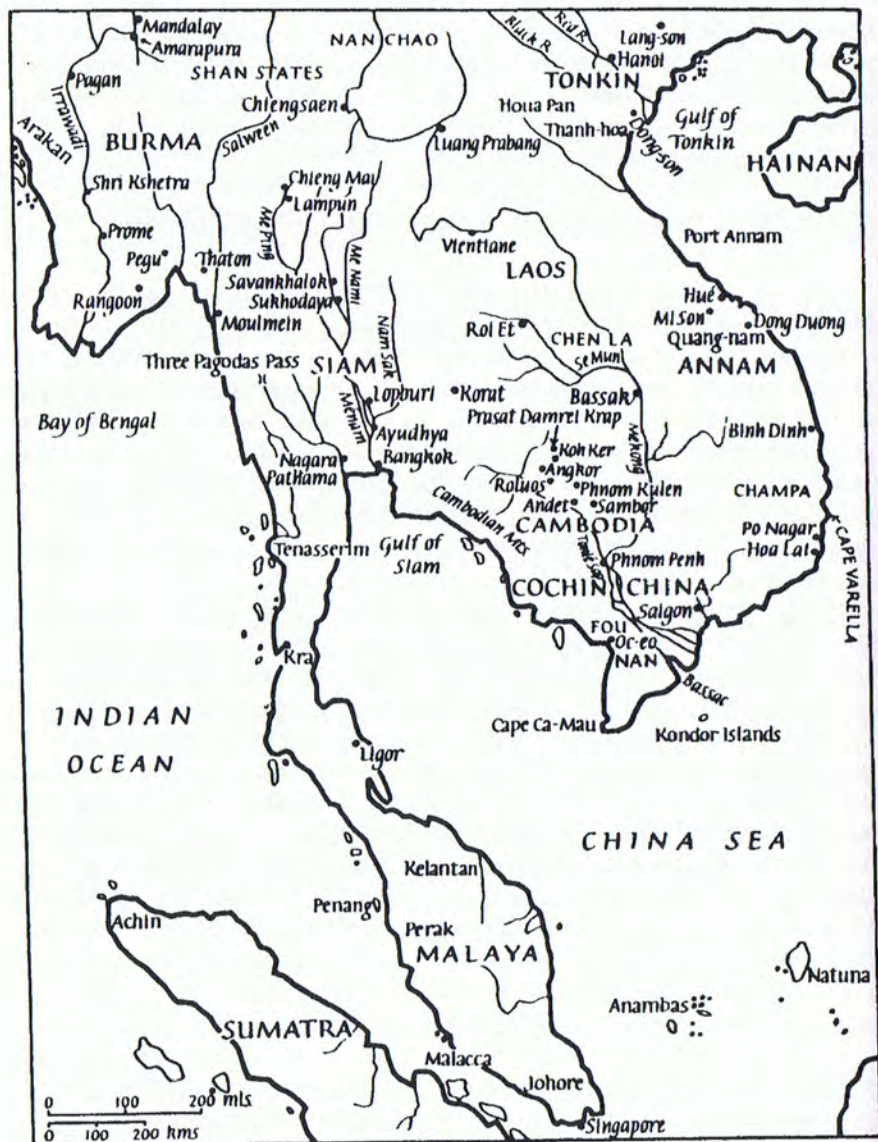 Mandalay
Amarapura
NAN CHAO
Black R.
Red R.
Lang-son
Hanoi
SHAN STATES
TONKIN
Pagan
Chiengsaen
Houa Pan
Gulf of
Tonkin
Irrawadi
Arakan
BURMA
Salween
Luang Prabang
Thanh-hoa
Dong-son
HAINAN
Shri Kshetra
Chieng Mai
Lampun
Me Ping
Prome
Pegu
Thaton
Vientiane
Port Annam
Me Nam
LAOS
Savankhalok
Sukhodaya
Rangoon
Moulmein
Hué
Mi Son
Dong Duong
Quang-nam
Roi Et
CHEN LA
Se Mun
ANNAM
Three Pagodas Pass
SIAM
Nam Sak
Lopburi
Korat
Bassak
Prasat Damrei Krap
Bay of Bengal
Menam
Ayudhya
Bangkok
Mekong
Binh Dinh
Koh Ker
Angkor
Nagara
Pathama
Roluos
Phnom Kulen
Andet
Sambor
CHAMPA
Cambodian Mts
CAMBODIA
Po Nagar
Hoa Lai
CAPE VARELLA
Tenasserim
Gulf of
Siam
Tonle Sap
Phnom Penh
COCHIN CHINA
Saigon
FOU
NAN
Oc-eo
Kra
Bassac
INDIAN
OCEAN
Cape Ca-Mau
Kondor Islands
Ligor
CHINA SEA
Kelantan
Penang
Achin
Perak
MALAYA
Natuna
Anambas
SUMATRA
Malacca
Johore
Singapore
0 100 200 mls.
0 100 200 kms